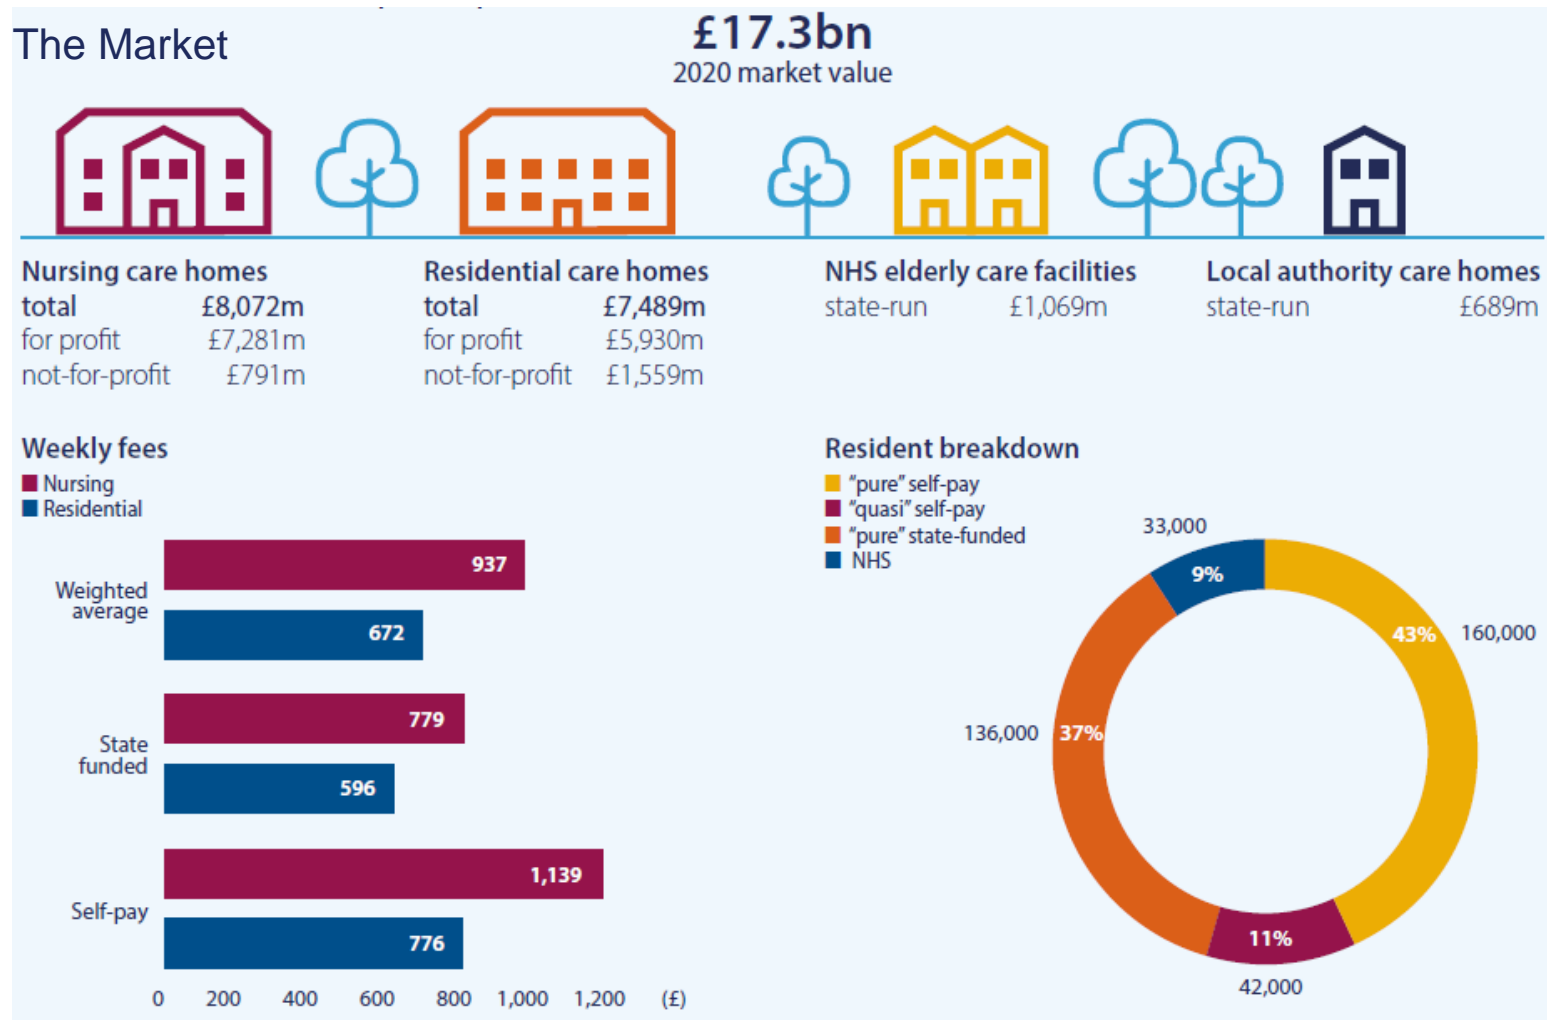 The Market
£17.3bn
2020 market value
Nursing care homes
total £8,072m
for profit £7,281m
not-for-profit £791m
Residential care homes
total £7,489m
for profit £5,930m
not-for-profit £1,559m
NHS elderly care facilities
state-run £1,069m
Local authority care homes
state-run £689m
Weekly fees
Nursing
Residential
Weighted
average
937
672
State
funded
779
596
Self-pay
1,139
776
0 200 400 600 800 1,000 1,200 (£)
Resident breakdown
"pure" self-pay
"quasi" self-pay
"pure" state-funded
NHS
33,000
9%
43% 160,000
136,000 37%
11%
42,000